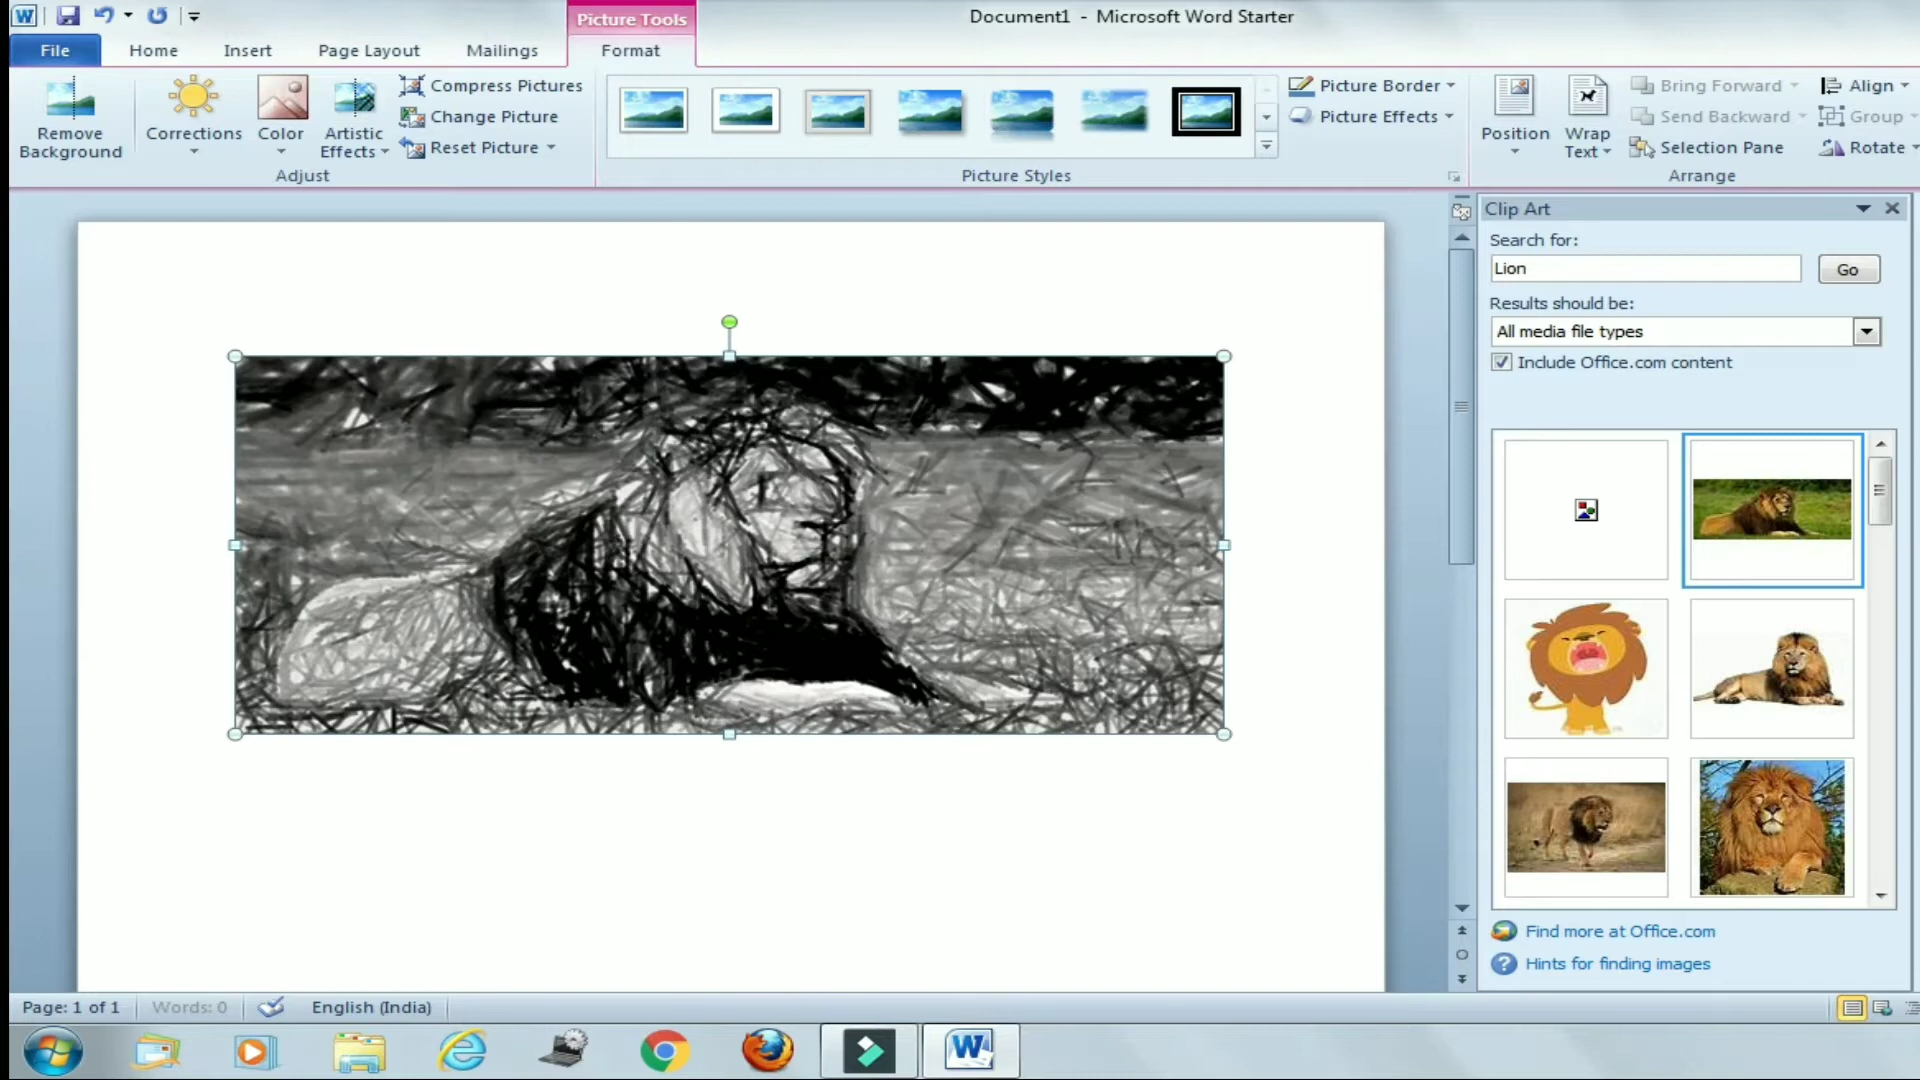 Picture Tools
Document1 - Microsoft Word Starter
File Home Insert Page Layout Mailings Format
Remove Background
Corrections
Color
Artistic Effects
Compress Pictures
Change Picture
Reset Picture
Adjust
Picture Styles
Picture Border
Picture Effects
Position
Wrap Text
Bring Forward
Send Backward
Selection Pane
Align
Group
Rotate
Arrange
Clip Art
Search for:
Lion
Go
Results should be:
All media file types
Include Office.com content
Find more at Office.com
Hints for finding images
Page: 1 of 1 Words: 0 English (India)